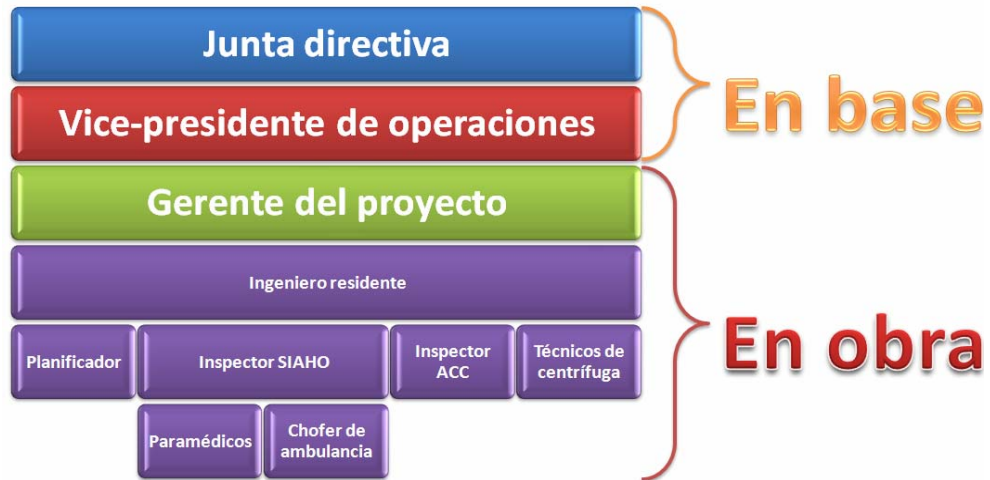 Junta directiva
Vice-presidente de operaciones
En base
Gerente del proyecto
Ingeniero residente
Planificador
Inspector SIAHO
Inspector
ACC
Técnicos de
centrífuga
En obra
Paramédicos
Chofer de
ambulancia